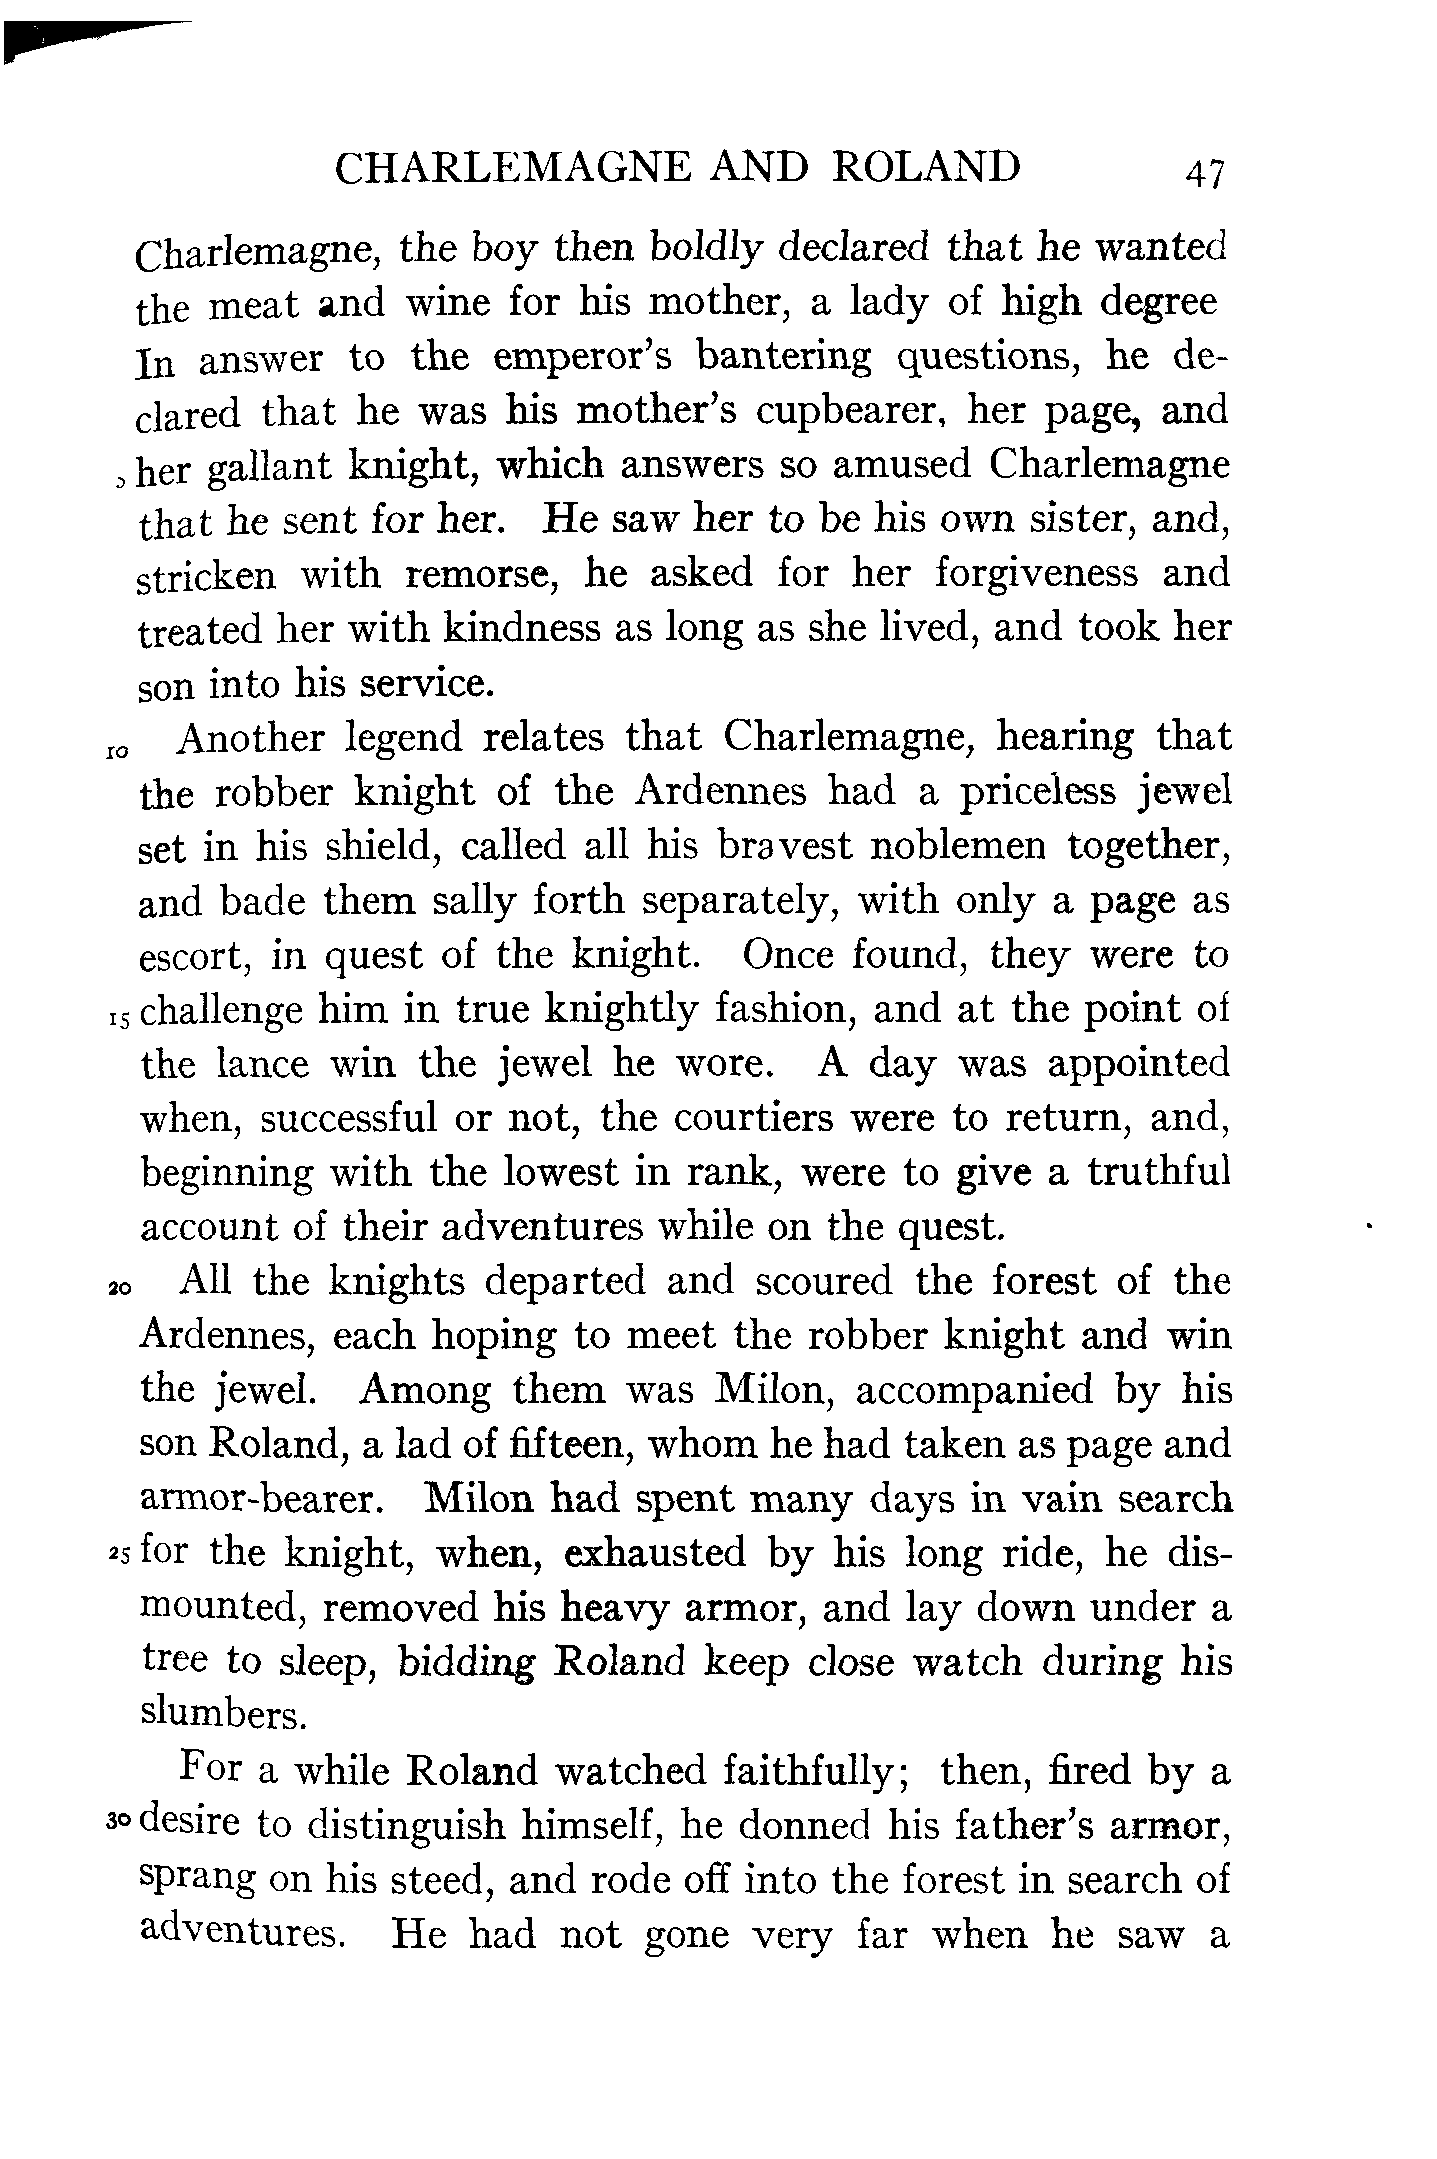 CHARLEMAGNE AND ROLAND 47
Charlemagne, the boy then boldly declared that he wanted
the meat and wine for his mother, a lady of high degree
In answer to the emperor's bantering questions, he de-
clared that he was his mother's cupbearer, her page, and
her gallant knight, which answers so amused Charlemagne
that he sent for her. He saw her to be his own sister, and,
stricken with remorse, he asked for her forgiveness and
treated her with kindness as long as she lived, and took her
son into his service.
10 Another legend relates that Charlemagne, hearing that
the robber knight of the Ardennes had a priceless jewel
set in his shield, called all his bravest noblemen together,
and bade them sally forth separately, with only a page as
escort, in quest of the knight. Once found, they were to
15 challenge him in true knightly fashion, and at the point of
the lance win the jewel he wore. A day was appointed
when, successful or not, the courtiers were to return, and,
beginning with the lowest in rank, were to give a truthful
account of their adventures while on the quest.
20 All the knights departed and scoured the forest of the
Ardennes, each hoping to meet the robber knight and win
the jewel. Among them was Milon, accompanied by his
son Roland, a lad of fifteen, whom he had taken as page and
armor-bearer. Milon had spent many days in vain search
25 for the knight, when, exhausted by his long ride, he dis-
mounted, removed his heavy armor, and lay down under a
tree to sleep, bidding Roland keep close watch during his
slumbers.
For a while Roland watched faithfully; then, fired by a
30 desire to distinguish himself, he donned his father's armor,
sprang on his steed, and rode off into the forest in search of
adventures. He had not gone very far when he saw a